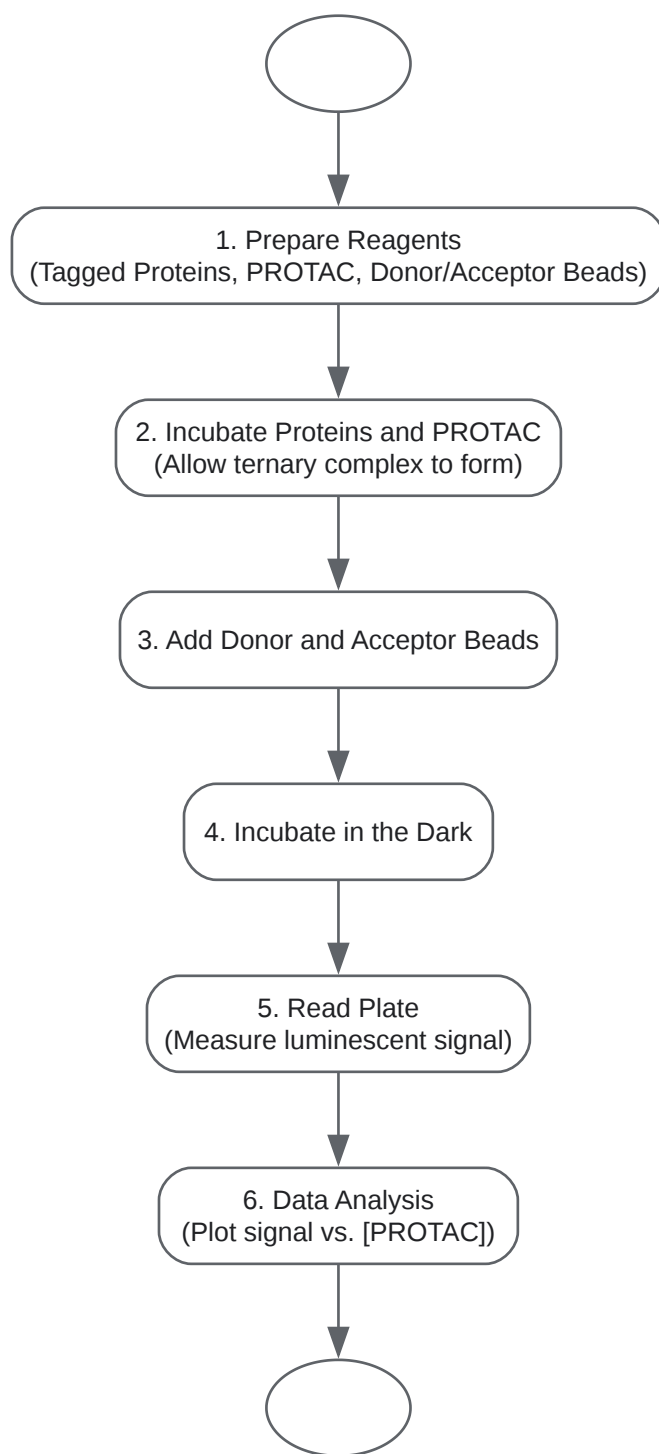 1. Prepare Reagents
(Tagged Proteins, PROTAC, Donor/Acceptor Beads)
2. Incubate Proteins and PROTAC
(Allow ternary complex to form)
3. Add Donor and Acceptor Beads
4. Incubate in the Dark
5. Read Plate
(Measure luminescent signal)
6. Data Analysis
(Plot signal vs. [PROTAC])